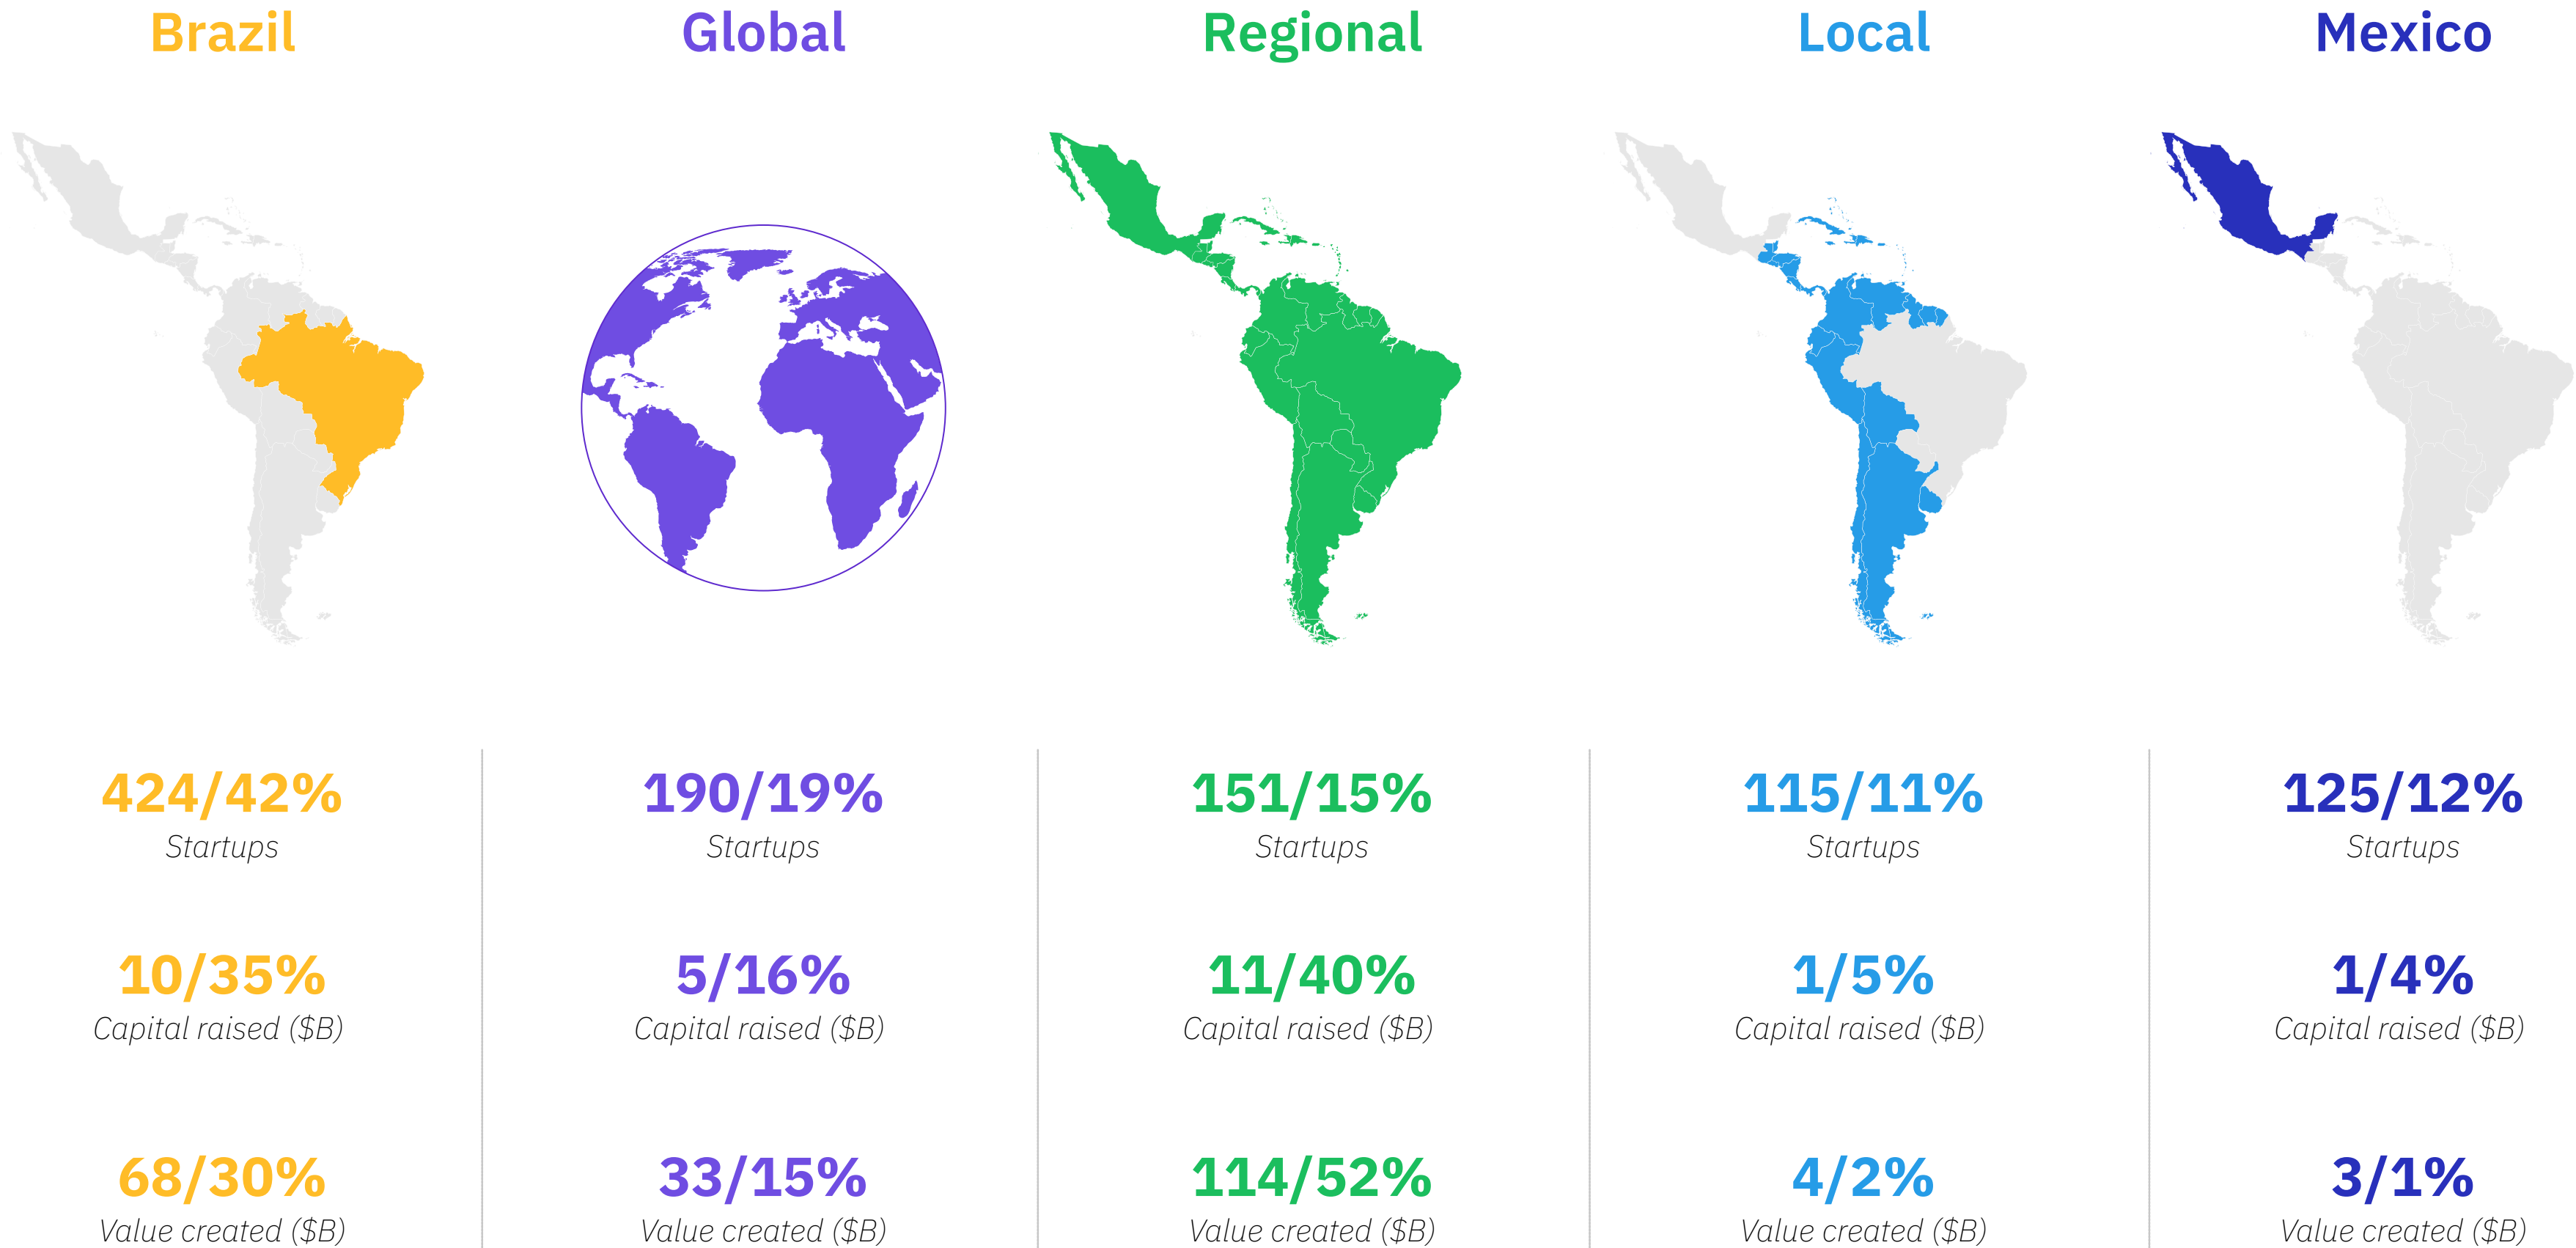 Brazil
Global
Regional
Local
Mexico
424/42%
Startups
190/19%
Startups
151/15%
Startups
115/11%
Startups
125/12%
Startups
10/35%
Capital raised ($B)
5/16%
Capital raised ($B)
11/40%
Capital raised ($B)
1/5%
Capital raised ($B)
1/4%
Capital raised ($B)
68/30%
Value created ($B)
33/15%
Value created ($B)
114/52%
Value created ($B)
4/2%
Value created ($B)
3/1%
Value created ($B)